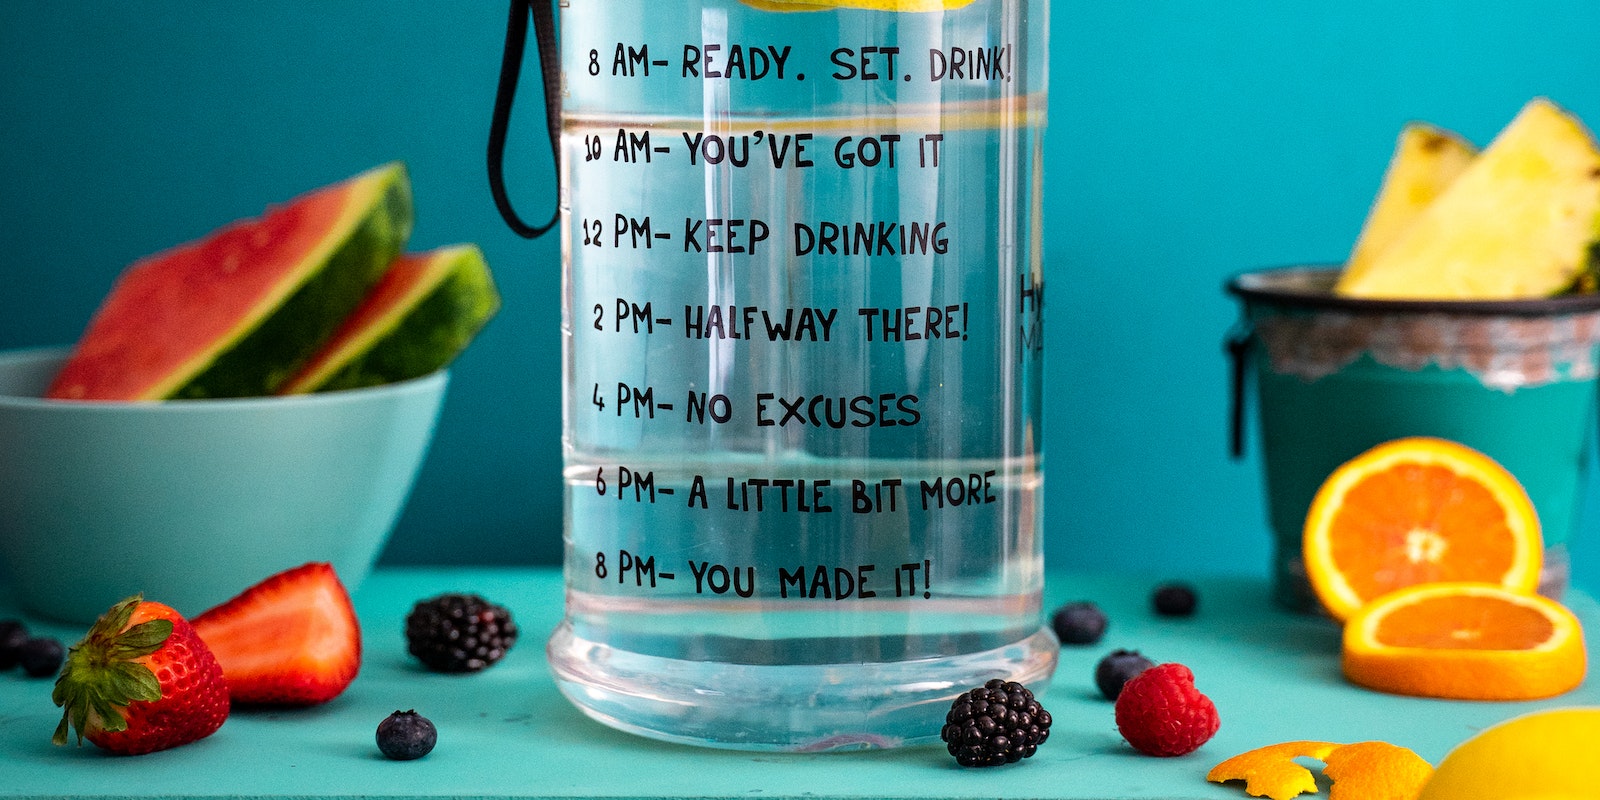 8 AM– READY. SET. DRINK!
10 AM– YOU'VE GOT IT
12 PM– KEEP DRINKING
2 PM– HALFWAY THERE!
4 PM– NO EXCUSES
6 PM– A LITTLE BIT MORE
8 PM– YOU MADE IT!